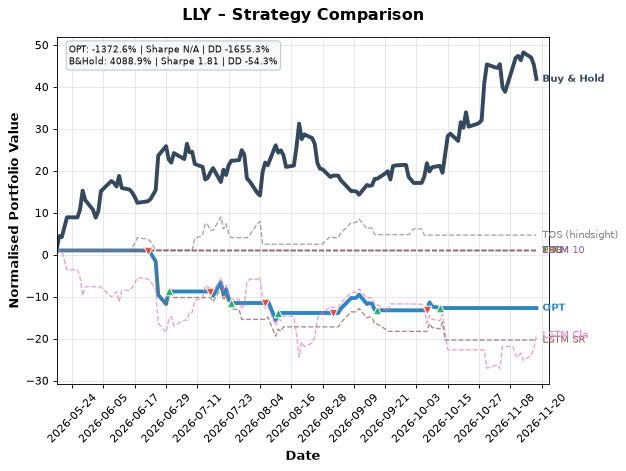 LLY – Strategy Comparison
OPT: -1372.6% | Sharpe N/A | DD -1655.3%
B&Hold: 4088.9% | Sharpe 1.81 | DD -54.3%
Normalised Portfolio Value
50
40
30
20
10
0
−10
−20
−30
Buy & Hold
TOS (hindsight)
10
OPT
LSTM Cla
LSTM SR
2026-05-24
2026-06-05
2026-06-17
2026-06-29
2026-07-11
2026-07-23
2026-08-04
2026-08-16
2026-08-28
2026-09-09
2026-09-21
2026-10-03
2026-10-15
2026-10-27
2026-11-08
2026-11-20
Date